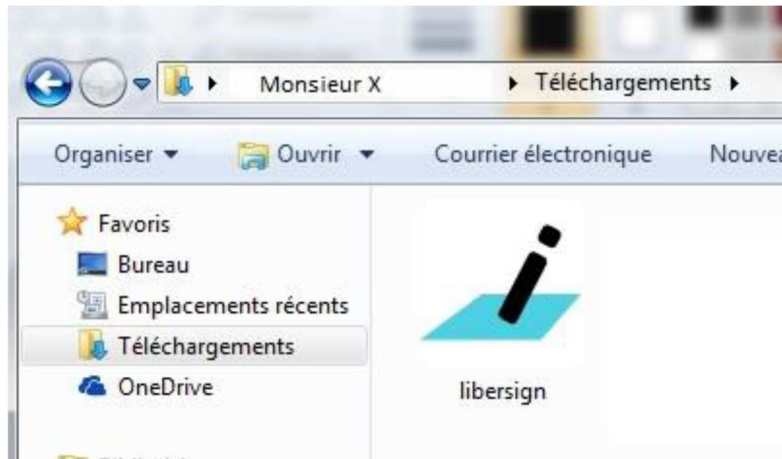 Monsieur X Téléchargements
Organiser Ouvrir Courrier électronique
Favoris
Bureau
Emplacements récents
Téléchargements
OneDrive
libersign